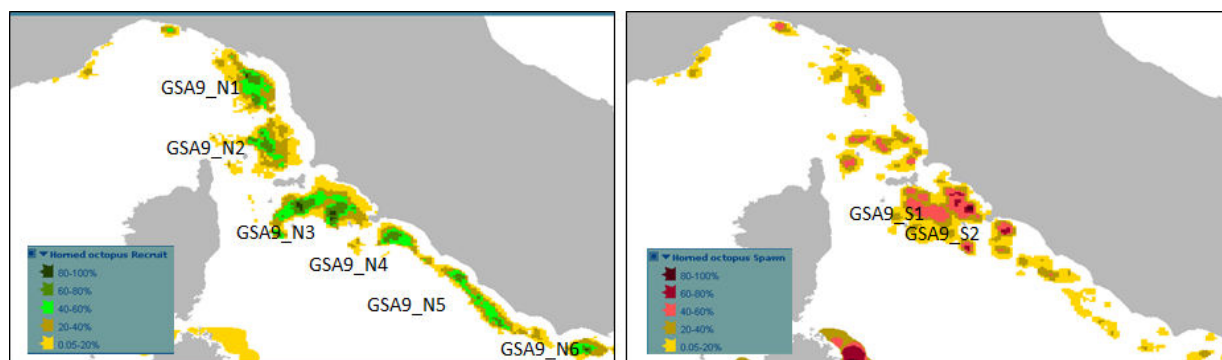 GSA9_N1
GSA9_N2
GSA9_N3
GSA9_N4
GSA9_N5
GSA9_N6
Horned octopus Recruit
80-100%
60-80%
40-60%
20-40%
0.05-20%
GSA9_S1
GSA9_S2
Horned octopus Spawn
80-100%
60-80%
40-60%
20-40%
0.05-20%